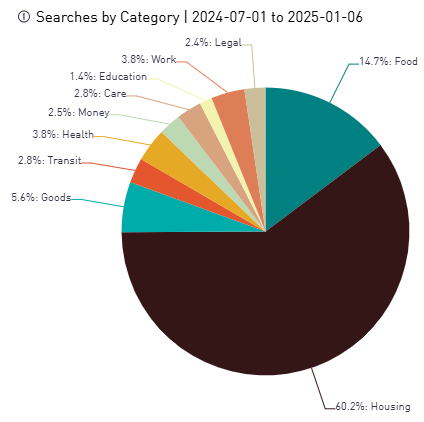 Searches by Category | 2024-07-01 to 2025-01-06
2.4%: Legal
3.8%: Work
14.7%: Food
1.4%: Education
2.8%: Care
2.5%: Money
3.8%: Health
2.8%: Transit
5.6%: Goods
60.2%: Housing